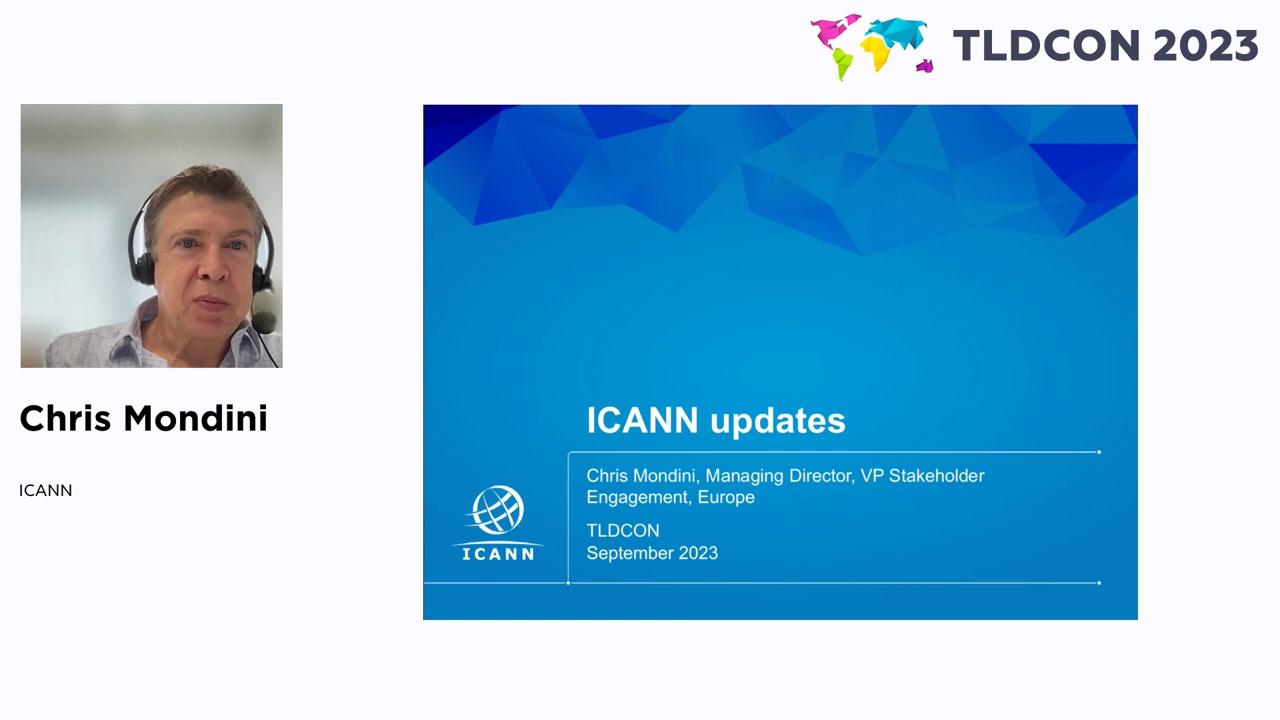 TLDCON 2023
Chris Mondini
ICANN
ICANN updates
Chris Mondini, Managing Director, VP Stakeholder
Engagement, Europe
TLDCON
September 2023
ICANN